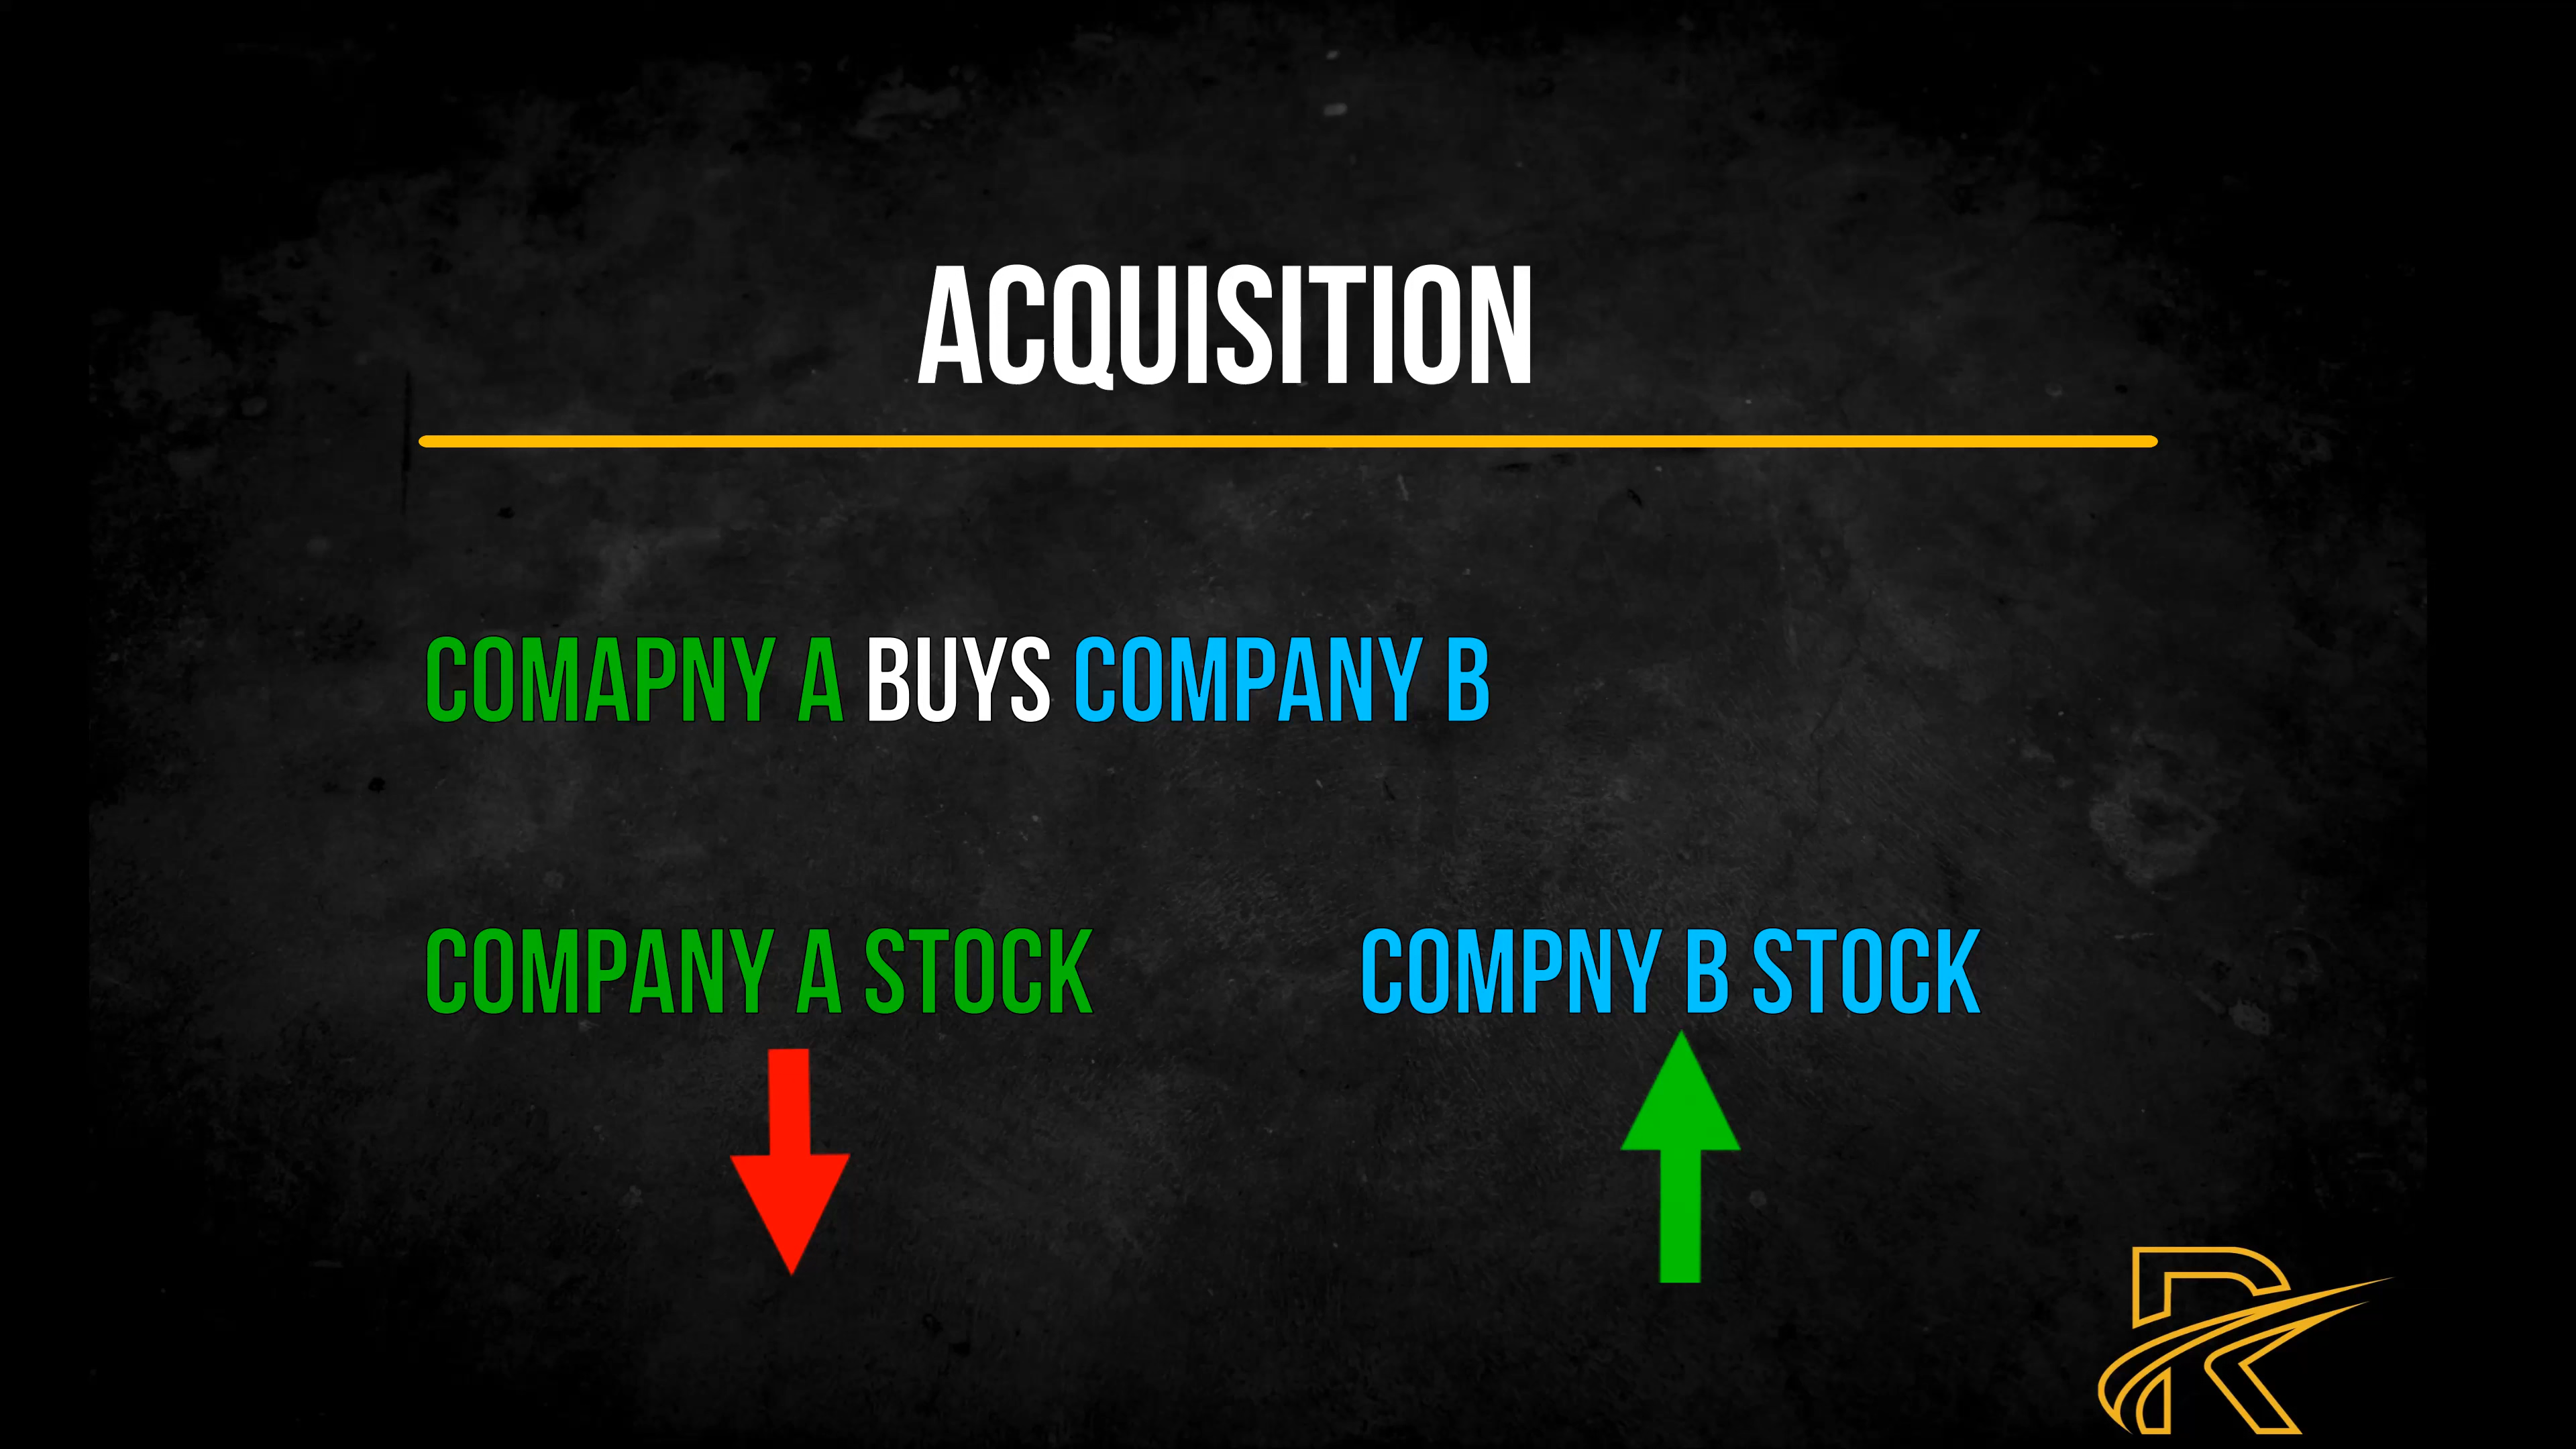 ACQUISITION
COMAPNY A BUYS COMPANY B
COMPANY A STOCK
COMPNY B STOCK
R